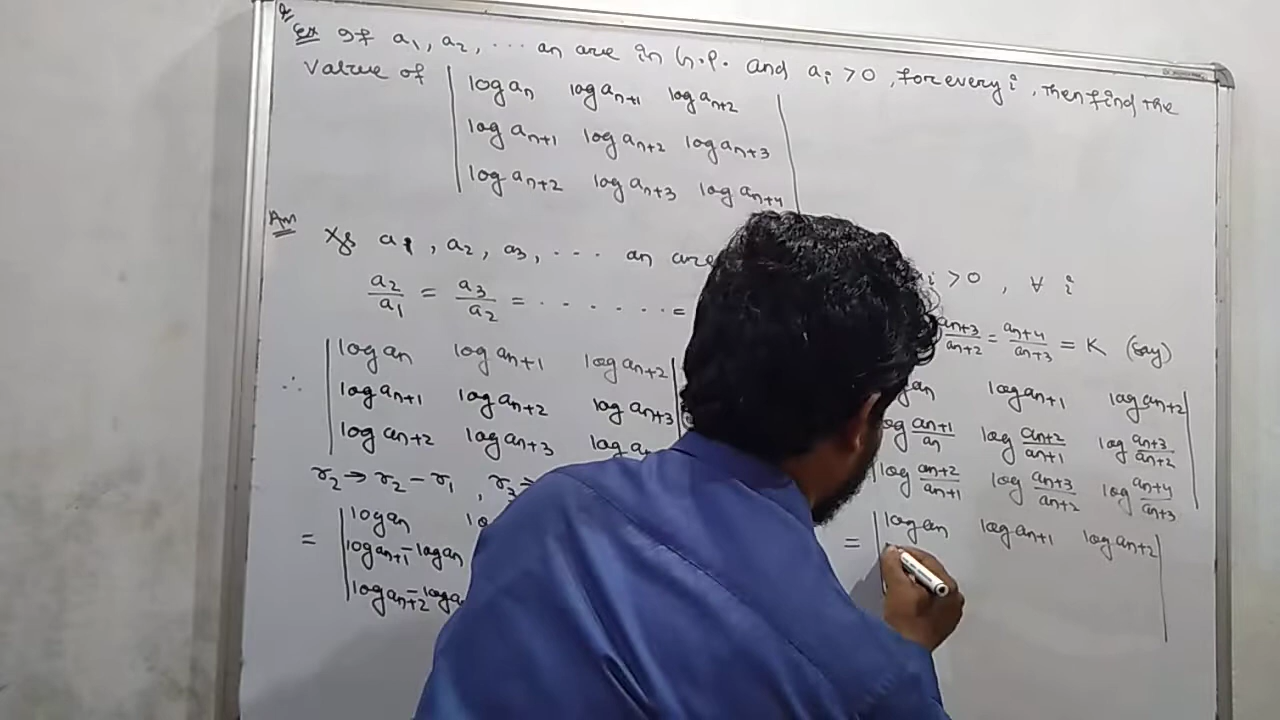 Ex If a₁, a₂, ... an are in G.P. and aᵢ > 0, for every i, then find the
value of | log aₙ log aₙ₊₁ log aₙ₊₂ |
log aₙ₊₁ log aₙ₊₂ log aₙ₊₃
log aₙ₊₂ log aₙ₊₃ log aₙ₊₄
Ans a₁, a₂, a₃, ... an are i > 0, ∀ i
a₂/a₁ = a₃/a₂ = ...... =
aₙ₊₃/aₙ₊₂ = aₙ₊₄/aₙ₊₃ = K (say)
∴ | log aₙ log aₙ₊₁ log aₙ₊₂ |
log aₙ₊₁ log aₙ₊₂ log aₙ₊₃
log aₙ₊₂ log aₙ₊₃ log
r₂ → r₂ - r₁, r₃
= | log aₙ
log aₙ₊₁ - log aₙ
log aₙ₊₂ - log
aₙ log aₙ₊₁ log aₙ₊₂ |
log aₙ₊₁/aₙ log aₙ₊₂/aₙ₊₁ log aₙ₊₃/aₙ₊₂
log aₙ₊₂/aₙ₊₁ log aₙ₊₃/aₙ₊₂ log aₙ₊₄/aₙ₊₃
= | log aₙ log aₙ₊₁ log aₙ₊₂ |